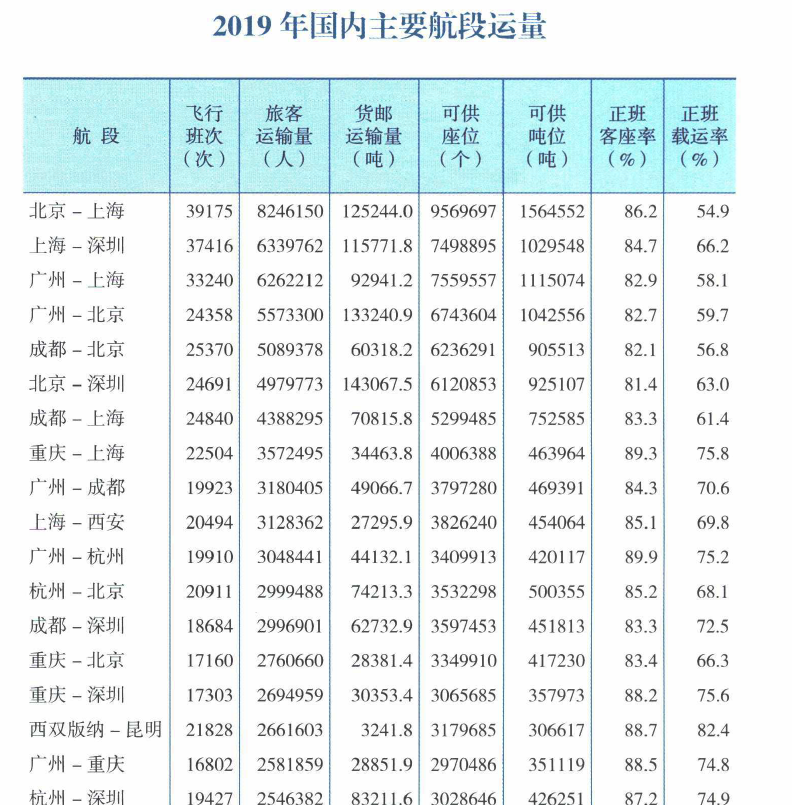 2019 年国内主要航段运量
航 段 飞行班次（次） 旅客运输量（人） 货邮运输量（吨） 可供座位（个） 可供吨位（吨） 正班客座率（%） 正班载运率（%）
北京－上海 39175 8246150 125244.0 9569697 1564552 86.2 54.9
上海－深圳 37416 6339762 115771.8 7498895 1029548 84.7 66.2
广州－上海 33240 6262212 92941.2 7559557 1115074 82.9 58.1
广州－北京 24358 5573300 133240.9 6743604 1042556 82.7 59.7
成都－北京 25370 5089378 60318.2 6236291 905513 82.1 56.8
北京－深圳 24691 4979773 143067.5 6120853 925107 81.4 63.0
成都－上海 24840 4388295 70815.8 5299485 752585 83.3 61.4
重庆－上海 22504 3572495 34463.8 4006388 463964 89.3 75.8
广州－成都 19923 3180405 49066.7 3797280 469391 84.3 70.6
上海－西安 20494 3128362 27295.9 3826240 454064 85.1 69.8
广州－杭州 19910 3048441 44132.1 3409913 420117 89.9 75.2
杭州－北京 20911 2999488 74213.3 3532298 500355 85.2 68.1
成都－深圳 18684 2996901 62732.9 3597453 451813 83.3 72.5
重庆－北京 17160 2760660 28381.4 3349910 417230 83.4 66.3
重庆－深圳 17303 2694959 30353.4 3065685 357973 88.2 75.6
西双版纳－昆明 21828 2661603 3241.8 3179685 306617 88.7 82.4
广州－重庆 16802 2581859 28851.9 2970486 351119 88.5 74.8
杭州－深圳 19427 2546382 83211.6 3028646 426251 87.2 74.9